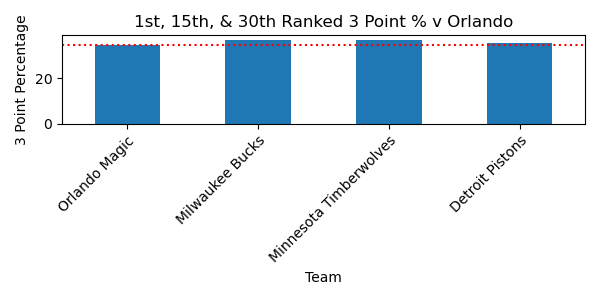 1st, 15th, & 30th Ranked 3 Point % v Orlando
3 Point Percentage
20
0
Orlando Magic
Milwaukee Bucks
Minnesota Timberwolves
Detroit Pistons
Team